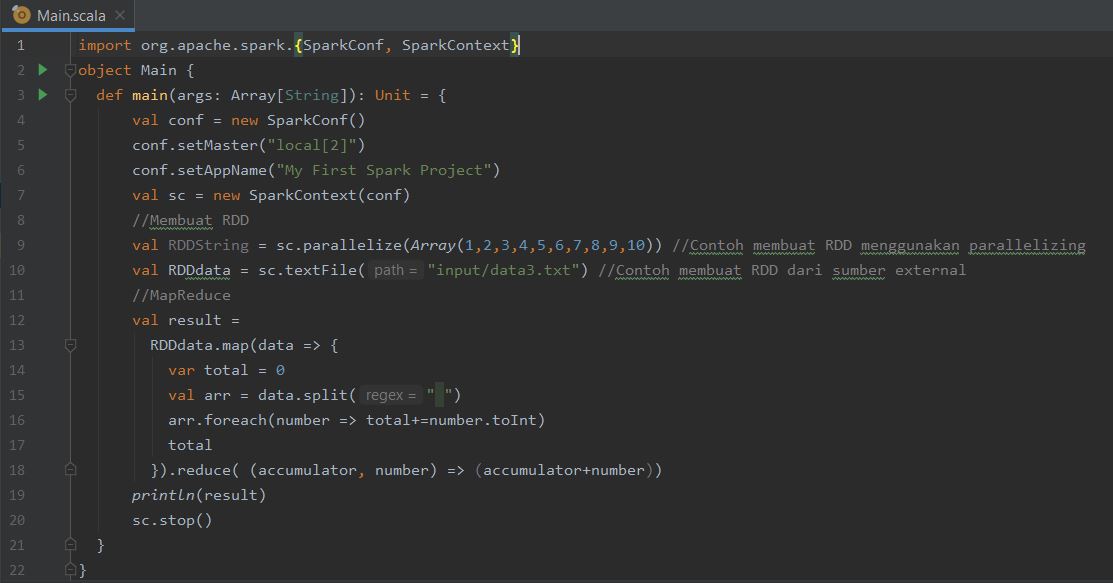 Main.scala
1 import org.apache.spark.{SparkConf, SparkContext}
2 object Main {
3 def main(args: Array[String]): Unit = {
4 val conf = new SparkConf()
5 conf.setMaster("local[2]")
6 conf.setAppName("My First Spark Project")
7 val sc = new SparkContext(conf)
8 //Membuat RDD
9 val RDDString = sc.parallelize(Array(1,2,3,4,5,6,7,8,9,10)) //Contoh membuat RDD menggunakan parallelizing
10 val RDDdata = sc.textFile( path = "input/data3.txt") //Contoh membuat RDD dari sumber external
11 //MapReduce
12 val result =
13 RDDdata.map(data => {
14 var total = 0
15 val arr = data.split( regex = " ")
16 arr.foreach(number => total+=number.toInt)
17 total
18 }).reduce( (accumulator, number) => (accumulator+number))
19 println(result)
20 sc.stop()
21 }
22 }